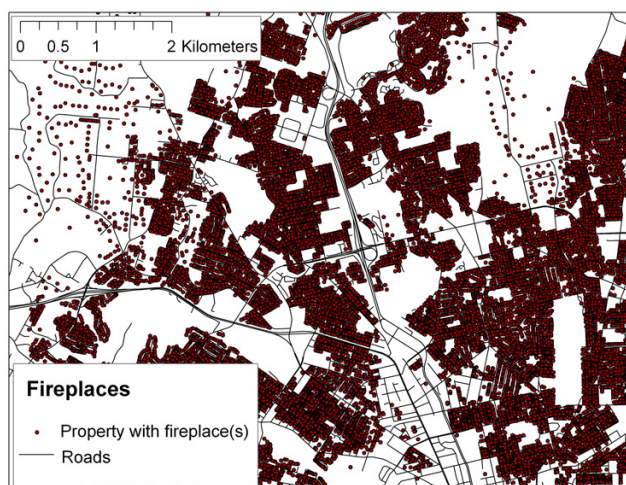 0 0.5 1 2 Kilometers
Fireplaces
Property with fireplace(s)
Roads